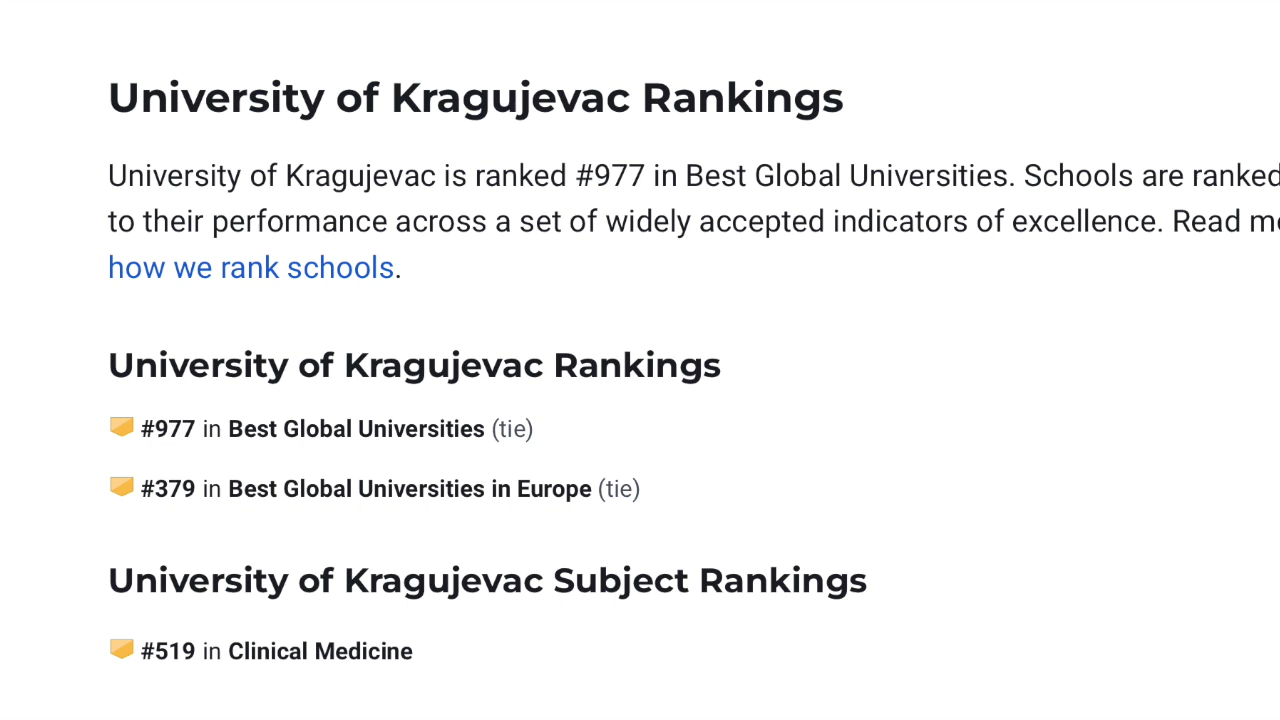 University of Kragujevac Rankings
University of Kragujevac is ranked #977 in Best Global Universities. Schools are ranked
to their performance across a set of widely accepted indicators of excellence. Read
how we rank schools.
University of Kragujevac Rankings
#977 in Best Global Universities (tie)
#379 in Best Global Universities in Europe (tie)
University of Kragujevac Subject Rankings
#519 in Clinical Medicine